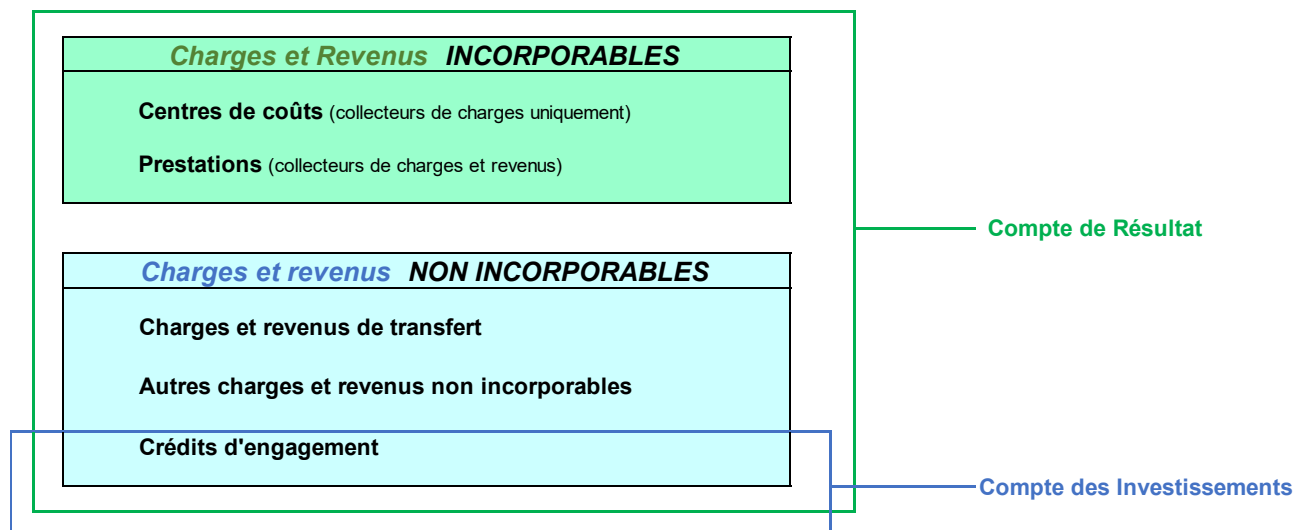 Charges et Revenus INCORPORABLES
Centres de coûts (collecteurs de charges uniquement)
Prestations (collecteurs de charges et revenus)
Compte de Résultat
Charges et revenus NON INCORPORABLES
Charges et revenus de transfert
Autres charges et revenus non incorporables
Crédits d'engagement
Compte des Investissements